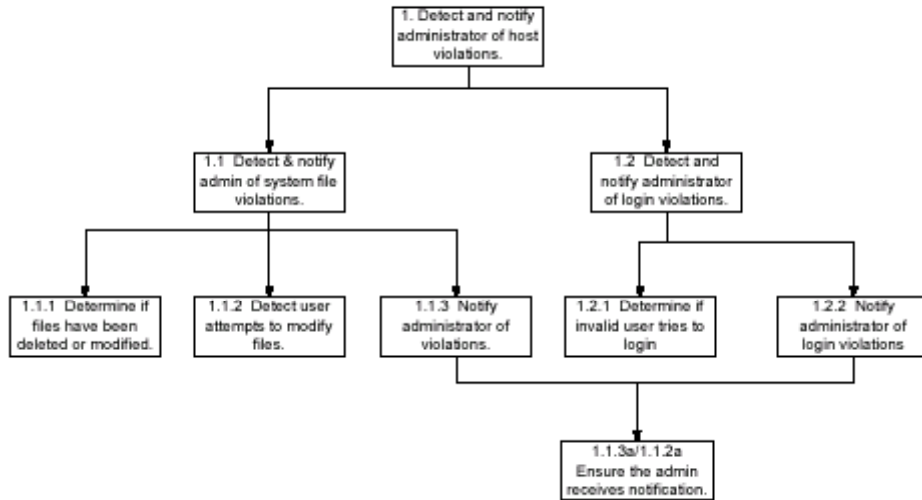 1. Detect and notify
administrator of host
violations.
1.1 Detect & notify
admin of system file
violations.
1.2 Detect and
notify administrator
of login violations.
1.1.1 Determine if
files have been
deleted or modified.
1.1.2 Detect user
attempts to modify
files.
1.1.3 Notify
administrator of
violations.
1.2.1 Determine if
invalid user tries to
login
1.2.2 Notify
administrator of
login violations
1.1.3a/1.1.2a
Ensure the admin
receives notification.